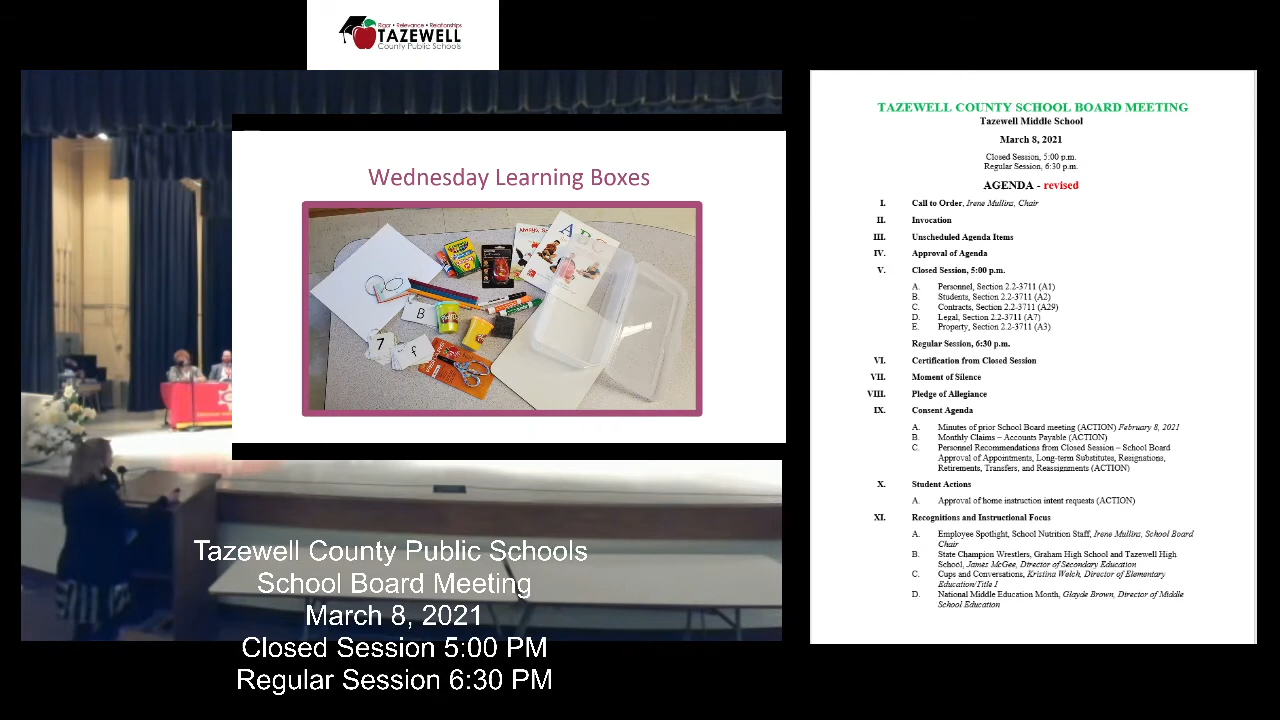 Rigor • Relevance • Relationships
TAZEWELL
County Public Schools
Wednesday Learning Boxes
ABC
B
7
f
Tazewell County Public Schools
School Board Meeting
March 8, 2021
Closed Session 5:00 PM
Regular Session 6:30 PM
TAZEWELL COUNTY SCHOOL BOARD MEETING
Tazewell Middle School
March 8, 2021
Closed Session, 5:00 p.m.
Regular Session, 6:30 p.m.
AGENDA - revised
I. Call to Order, Irene Mullins, Chair
II. Invocation
III. Unscheduled Agenda Items
IV. Approval of Agenda
V. Closed Session, 5:00 p.m.
A. Personnel, Section 2.2-3711 (A1)
B. Students, Section 2.2-3711 (A2)
C. Contracts, Section 2.2-3711 (A29)
D. Legal, Section 2.2-3711 (A7)
E. Property, Section 2.2-3711 (A3)
Regular Session, 6:30 p.m.
VI. Certification from Closed Session
VII. Moment of Silence
VIII. Pledge of Allegiance
IX. Consent Agenda
A. Minutes of prior School Board meeting (ACTION) February 8, 2021
B. Monthly Claims – Accounts Payable (ACTION)
C. Personnel Recommendations from Closed Session – School Board
Approval of Appointments, Long-term Substitutes, Resignations,
Retirements, Transfers, and Reassignments (ACTION)
X. Student Actions
A. Approval of home instruction intent requests (ACTION)
XI. Recognitions and Instructional Focus
A. Employee Spotlight, School Nutrition Staff, Irene Mullins, School Board
Chair
B. State Champion Wrestlers, Graham High School and Tazewell High
School, James McGee, Director of Secondary Education
C. Cups and Conversations, Kristina Welch, Director of Elementary
Education/Title I
D. National Middle Education Month, Glayde Brown, Director of Middle
School Education